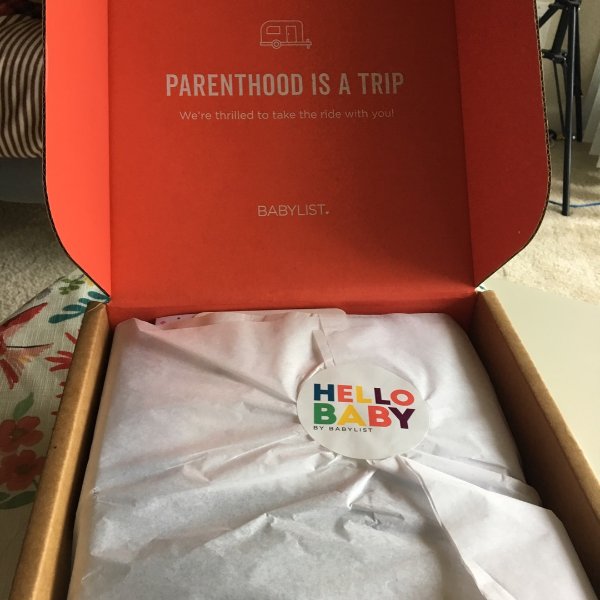 PARENTHOOD IS A TRIP
We're thrilled to take the ride with you!
BABYLIST.
HELLO
BABY
BY BABYLIST